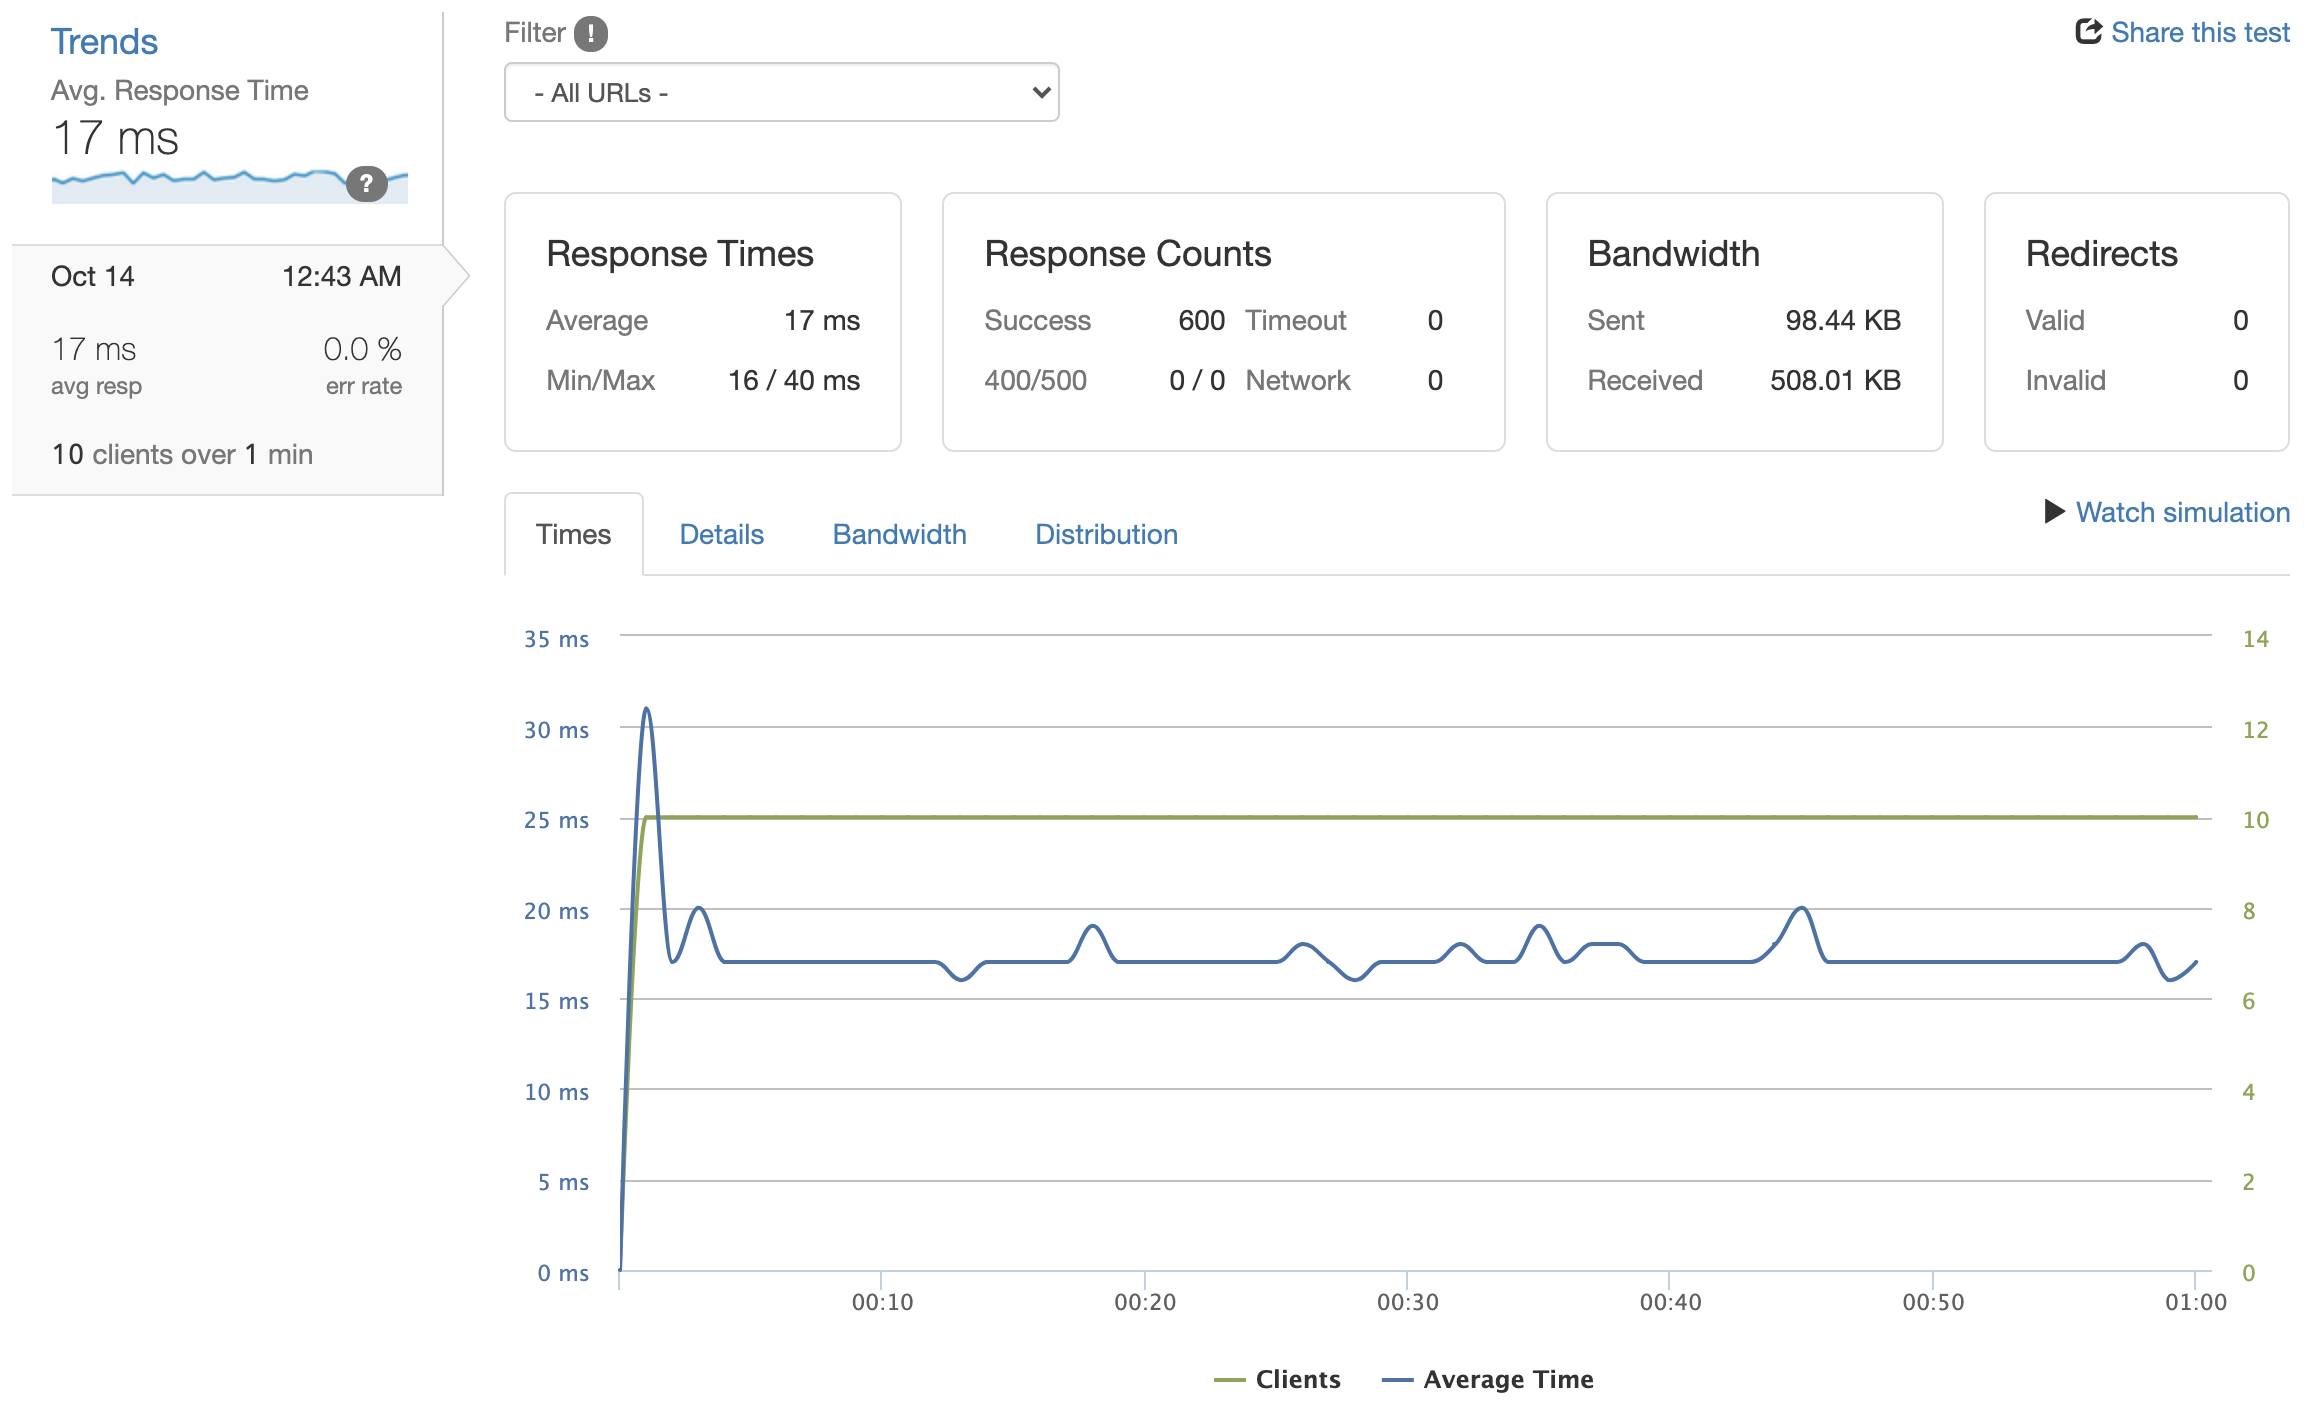 Trends
Avg. Response Time
17 ms
?
Oct 14 12:43 AM
17 ms 0.0 %
avg resp err rate
10 clients over 1 min
Filter !
Share this test
- All URLs -
Response Times
Average 17 ms
Min/Max 16 / 40 ms
Response Counts
Success 600 Timeout 0
400/500 0 / 0 Network 0
Bandwidth
Sent 98.44 KB
Received 508.01 KB
Redirects
Valid 0
Invalid 0
Times Details Bandwidth Distribution
Watch simulation
35 ms 14
30 ms 12
25 ms 10
20 ms 8
15 ms 6
10 ms 4
5 ms 2
0 ms 0
00:10 00:20 00:30 00:40 00:50 01:00
Clients Average Time